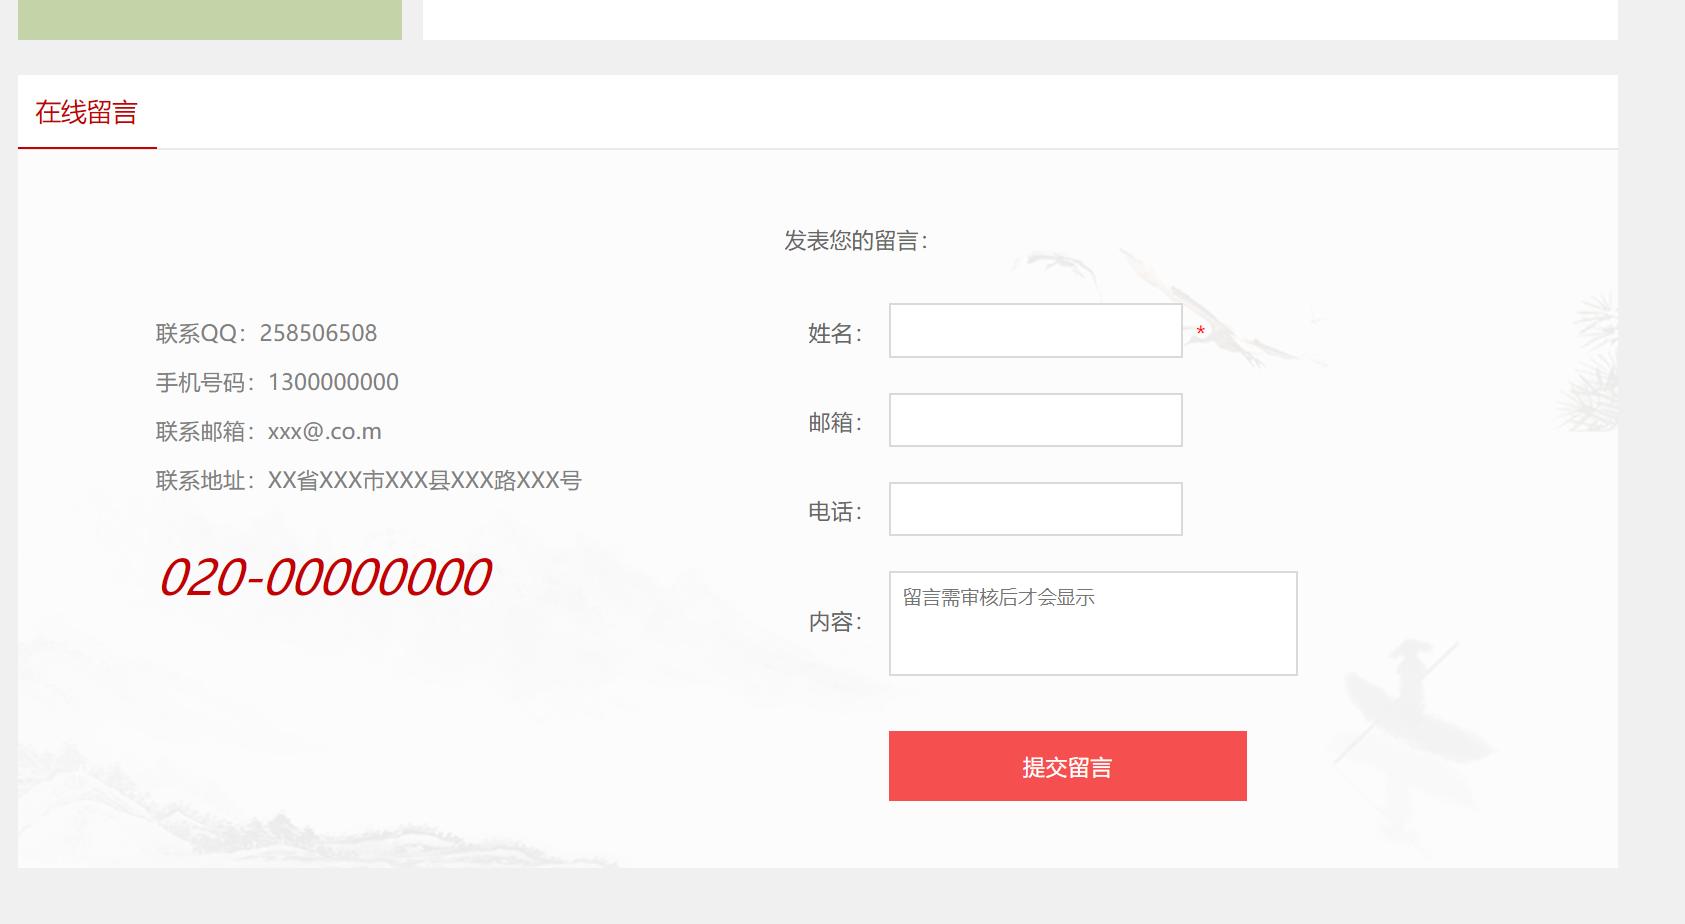 在线留言
联系QQ：258506508
手机号码：1300000000
联系邮箱：xxx@.co.m
联系地址：XX省XXX市XXX县XXX路XXX号
020-00000000
发表您的留言：
姓名： *
邮箱：
电话：
内容： 留言需审核后才会显示
提交留言